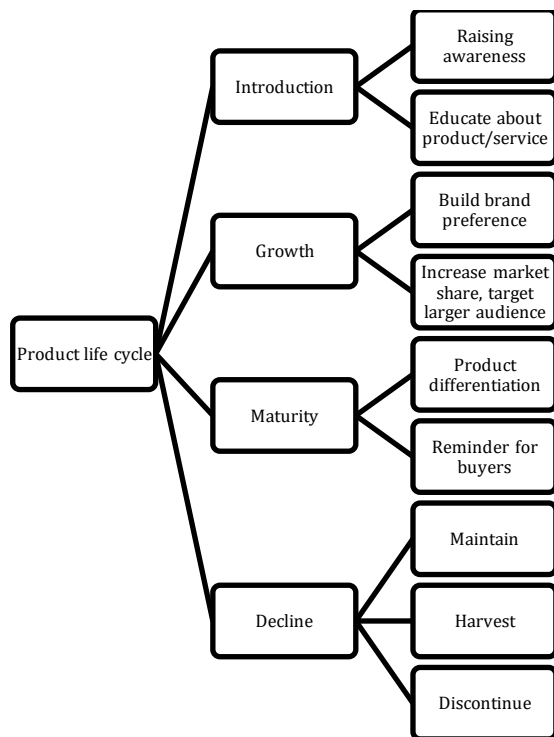 Raising
awareness
Introduction
Educate about
product/service
Build brand
preference
Growth
Increase market
share, target
larger audience
Product life cycle
Product
differentiation
Maturity
Reminder for
buyers
Maintain
Decline
Harvest
Discontinue